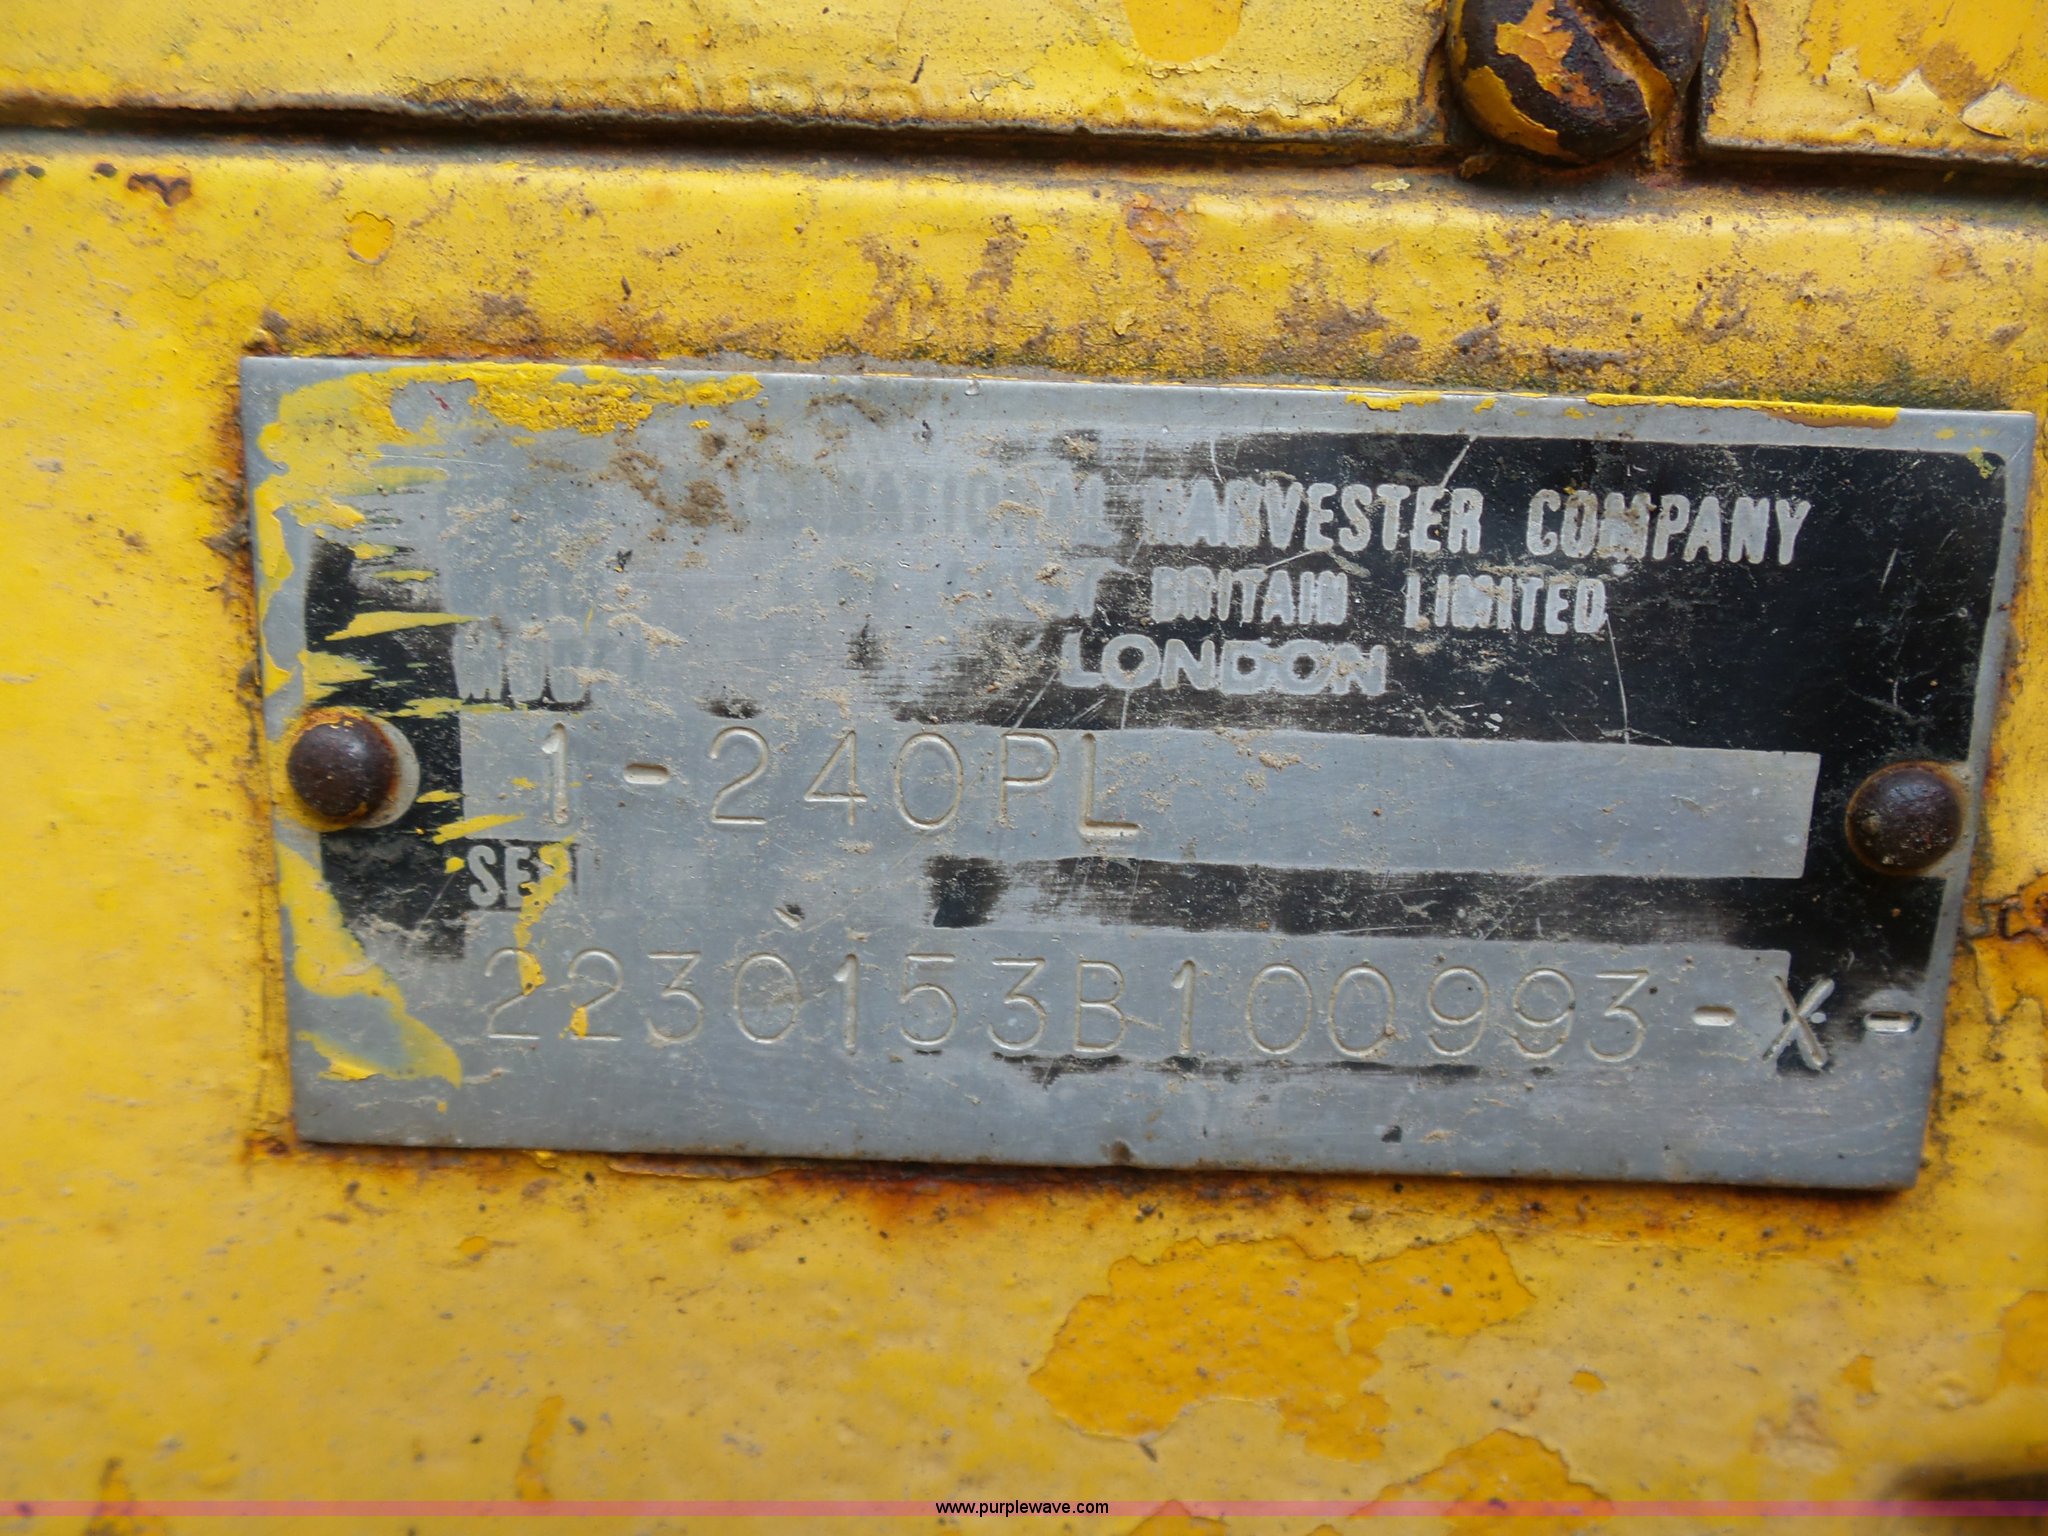 HARVESTER COMPANY
BRITAIN LIMITED
LONDON
1-240PL
2230153B100993-X-
www.purplewave.com